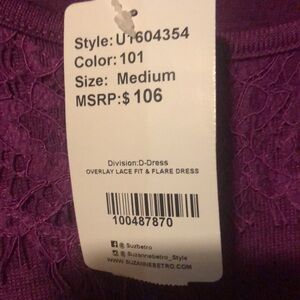 Style: U1604354
Color: 101
Size: Medium
MSRP:$ 106
Division:D-Dress
OVERLAY LACE FIT & FLARE DRESS
100487870
@ Suzbetro
@ Suzannebetro_Style
WWW.SUZANNEBETRO.COM